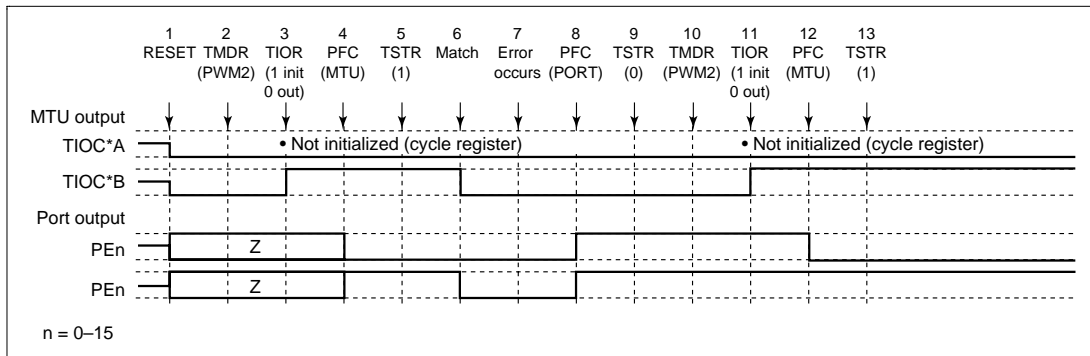 1 2 3 4 5 6 7 8 9 10 11 12 13
RESET TMDR TIOR PFC TSTR Match Error PFC TSTR TMDR TIOR PFC TSTR
(PWM2) (1 init (MTU) (1) occurs (PORT) (0) (PWM2) (1 init (MTU) (1)
0 out) 0 out)
MTU output
TIOC*A • Not initialized (cycle register) • Not initialized (cycle register)
TIOC*B
Port output
PEn Z
PEn Z
n = 0–15